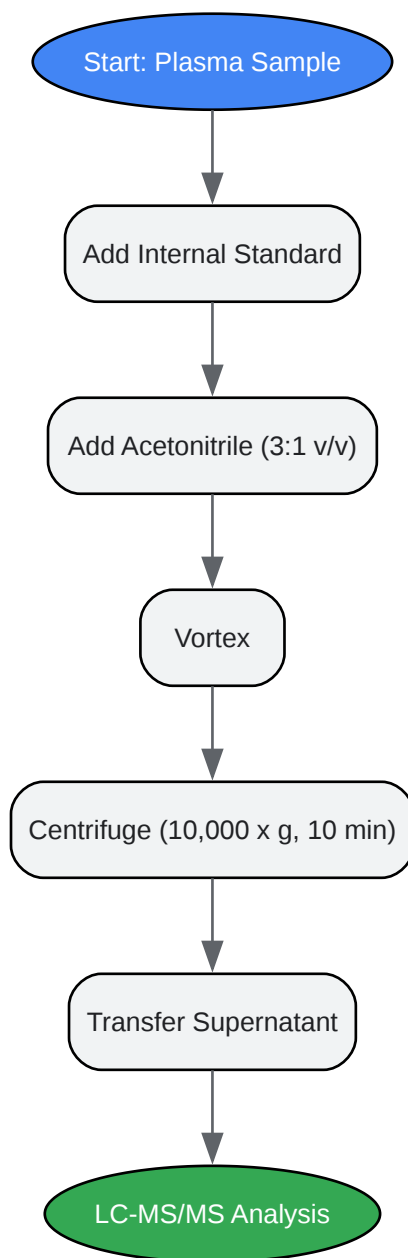 Start: Plasma Sample
Add Internal Standard
Add Acetonitrile (3:1 v/v)
Vortex
Centrifuge (10,000 x g, 10 min)
Transfer Supernatant
LC-MS/MS Analysis